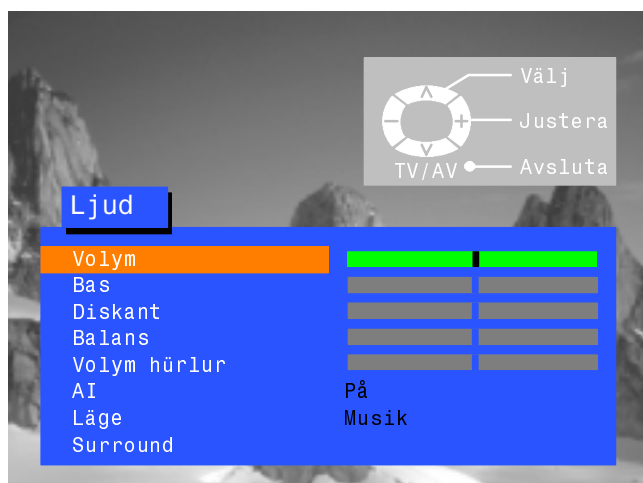 Välj
Justera
TV/AV Avsluta
Ljud
Volym
Bas
Diskant
Balans
Volym hürlur
AI På
Läge Musik
Surround